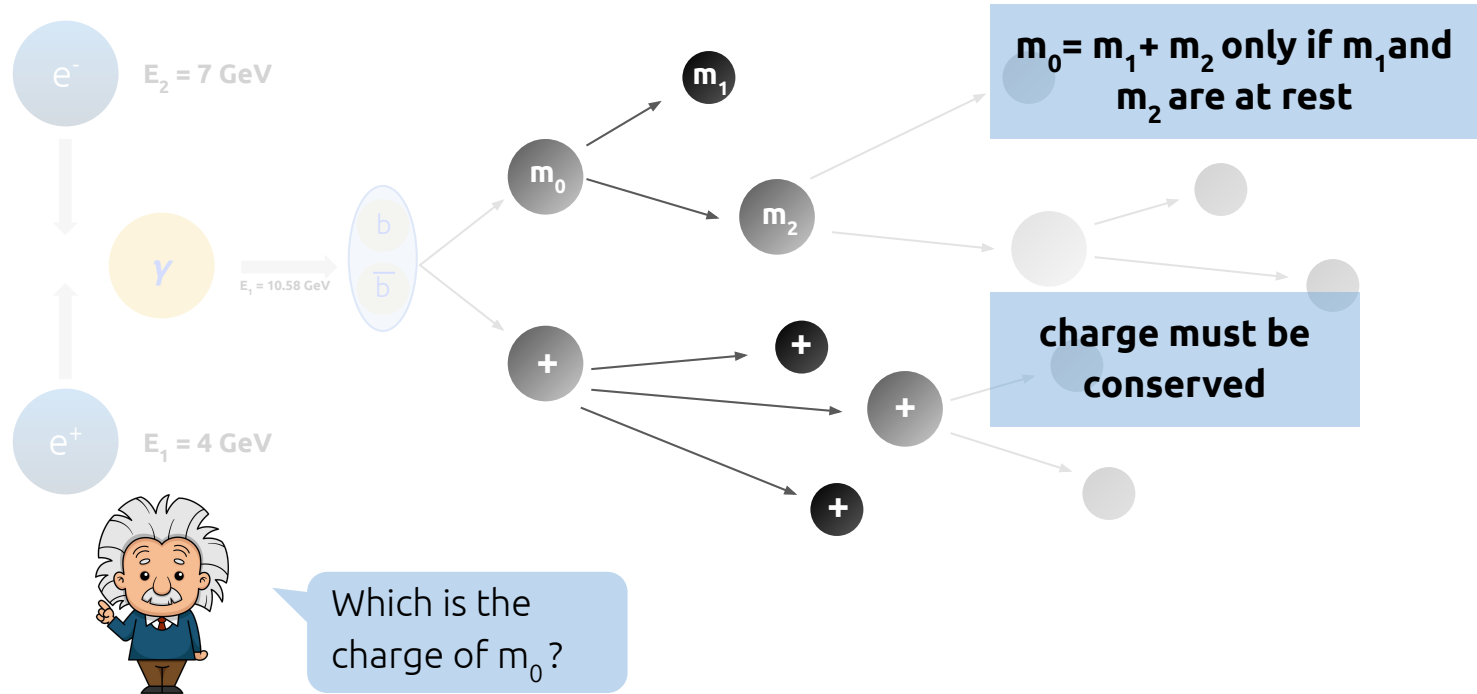 e⁻
E₂ = 7 GeV
m₁
m₀= m₁+ m₂ only if m₁and
m₂ are at rest
m₀
m₂
b
γ
E₁ = 10.58 GeV
b̅
+
+
+
+
charge must be
conserved
e⁺
E₁ = 4 GeV
Which is the
charge of m₀?